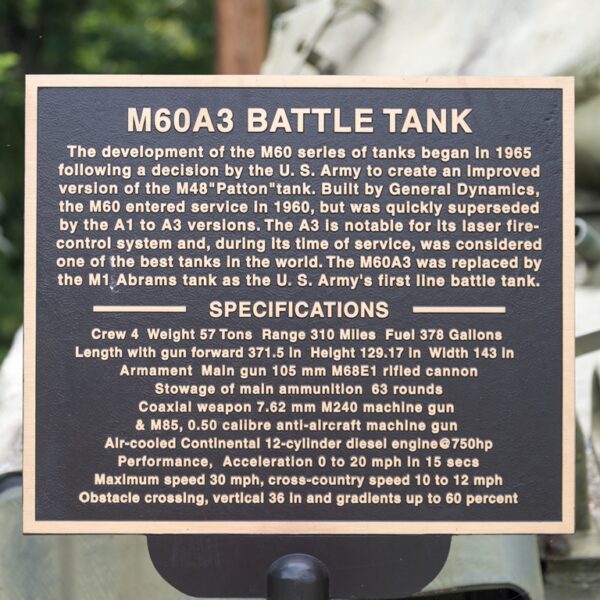 M60A3 BATTLE TANK
The development of the M60 series of tanks began in 1965
following a decision by the U. S. Army to create an improved
version of the M48"Patton"tank. Built by General Dynamics,
the M60 entered service in 1960, but was quickly superseded
by the A1 to A3 versions. The A3 is notable for its laser fire-
control system and, during its time of service, was considered
one of the best tanks in the world. The M60A3 was replaced by
the M1 Abrams tank as the U. S. Army's first line battle tank.
SPECIFICATIONS
Crew 4 Weight 57 Tons Range 310 Miles Fuel 378 Gallons
Length with gun forward 371.5 in Height 129.17 in Width 143 in
Armament Main gun 105 mm M68E1 rifled cannon
Stowage of main ammunition 63 rounds
Coaxial weapon 7.62 mm M240 machine gun
& M85, 0.50 calibre anti-aircraft machine gun
Air-cooled Continental 12-cylinder diesel engine@750hp
Performance, Acceleration 0 to 20 mph in 15 secs
Maximum speed 30 mph, cross-country speed 10 to 12 mph
Obstacle crossing, vertical 36 in and gradients up to 60 percent